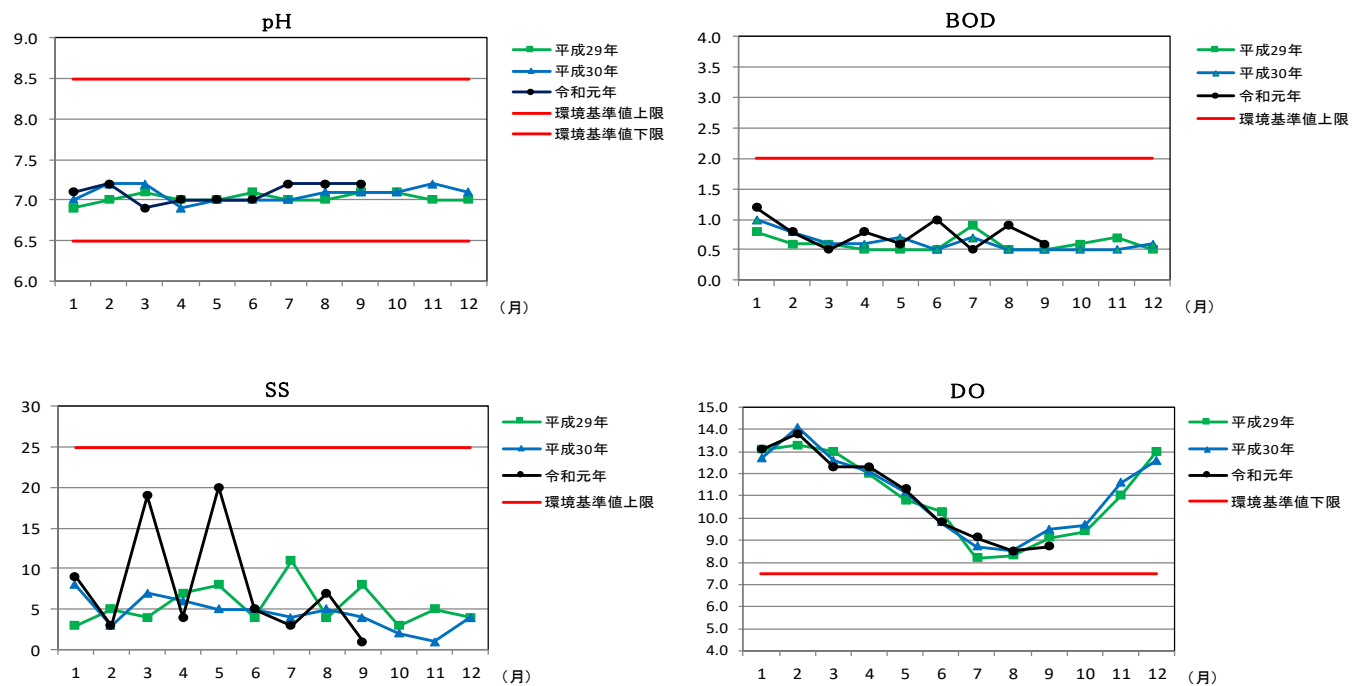 pH
9.0
8.5
8.0
7.5
7.0
6.5
6.0
1 2 3 4 5 6 7 8 9 10 11 12 （月）
平成29年
平成30年
令和元年
環境基準値上限
環境基準値下限
BOD
4.0
3.5
3.0
2.5
2.0
1.5
1.0
0.5
0.0
1 2 3 4 5 6 7 8 9 10 11 12 （月）
平成29年
平成30年
令和元年
環境基準値上限
SS
30
25
20
15
10
5
0
1 2 3 4 5 6 7 8 9 10 11 12 （月）
平成29年
平成30年
令和元年
環境基準値上限
DO
15.0
14.0
13.0
12.0
11.0
10.0
9.0
8.0
7.0
6.0
5.0
4.0
1 2 3 4 5 6 7 8 9 10 11 12 （月）
平成29年
平成30年
令和元年
環境基準値下限